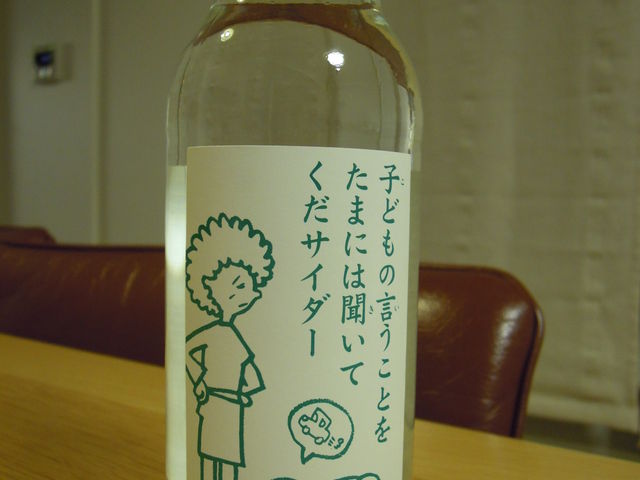 子どもの言うことを
たまには聞いて
くだサイダー